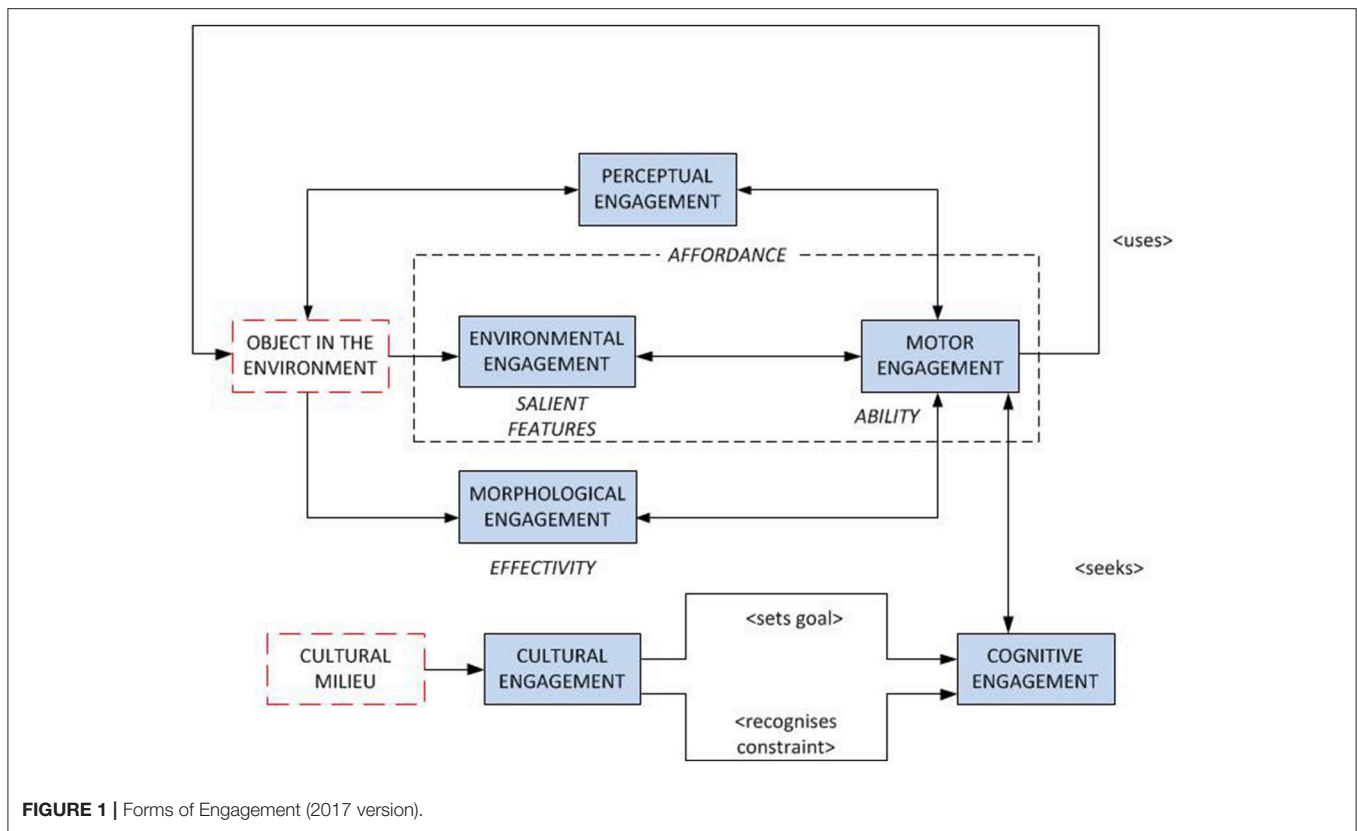 PERCEPTUAL
ENGAGEMENT
<uses>
AFFORDANCE
OBJECT IN THE
ENVIRONMENT
ENVIRONMENTAL
ENGAGEMENT
MOTOR
ENGAGEMENT
SALIENT
FEATURES
ABILITY
MORPHOLOGICAL
ENGAGEMENT
EFFECTIVITY
<seeks>
<sets goal>
CULTURAL
MILIEU
CULTURAL
ENGAGEMENT
COGNITIVE
ENGAGEMENT
<recognises
constraint>
FIGURE 1 | Forms of Engagement (2017 version).